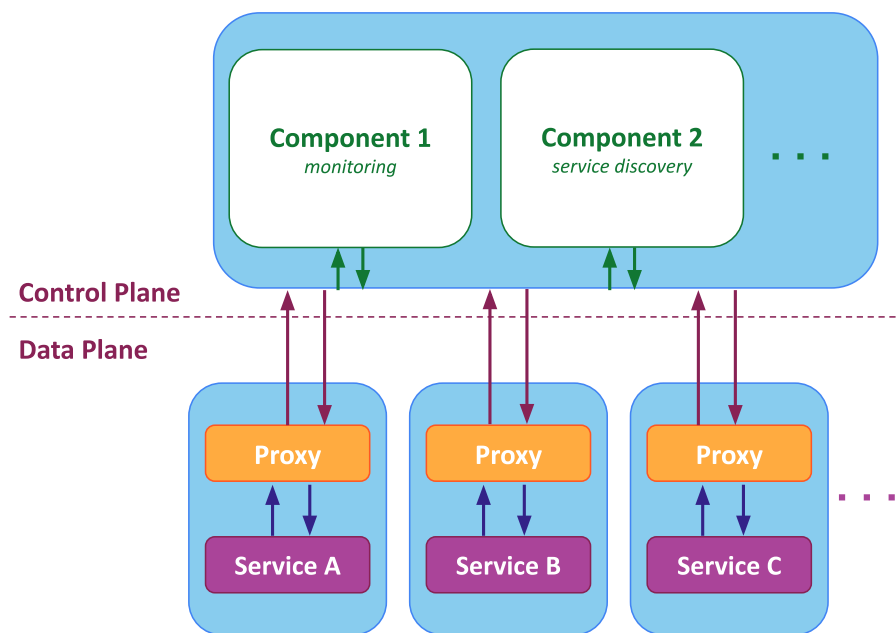 Component 1
monitoring
Component 2
service discovery
. . .
Control Plane
Data Plane
Proxy
Proxy
Proxy
. . .
Service A
Service B
Service C